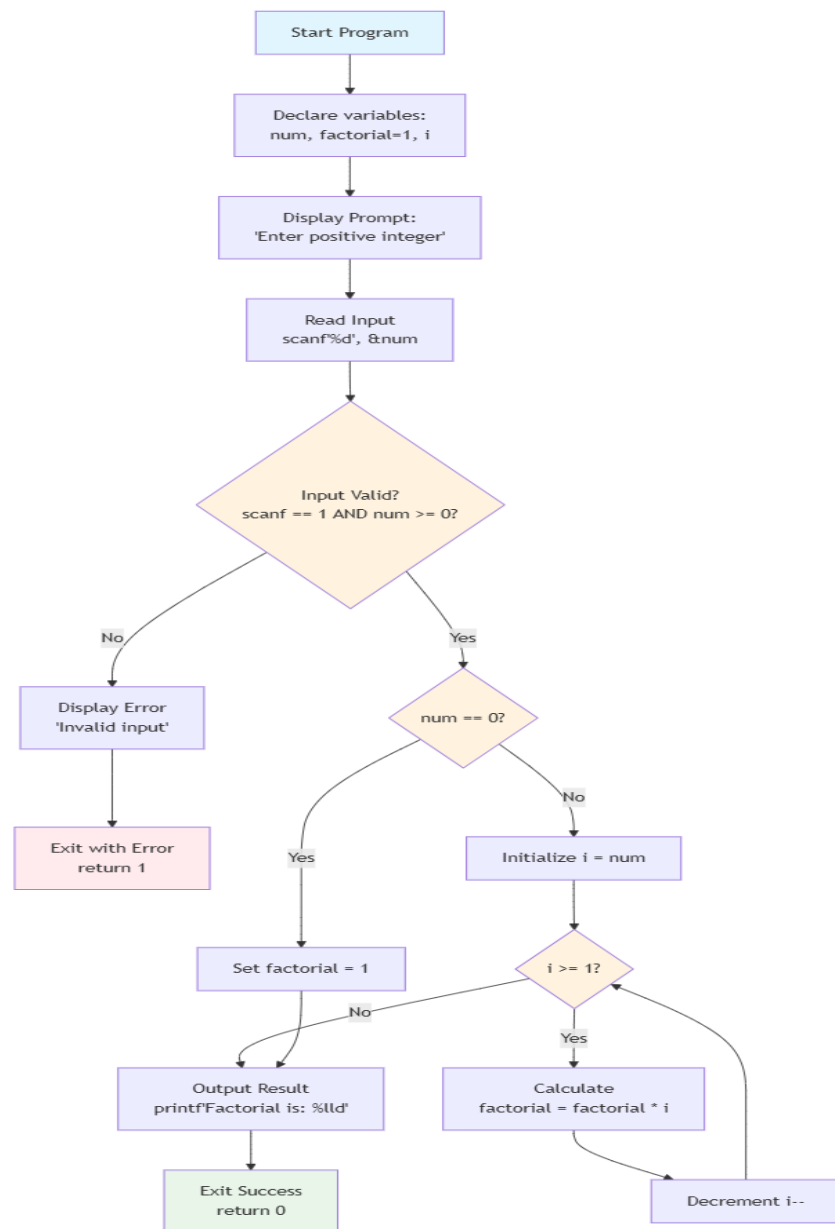 Start Program
Declare variables:
num, factorial=1, i
Display Prompt:
'Enter positive integer'
Read Input
scanf'%d', &num
Input Valid?
scanf == 1 AND num >= 0?
No
Yes
Display Error
'Invalid input'
num == 0?
Exit with Error
return 1
Yes
No
Initialize i = num
Set factorial = 1
i >= 1?
No
Yes
Output Result
printf'Factorial is: %lld'
Calculate
factorial = factorial * i
Exit Success
return 0
Decrement i--